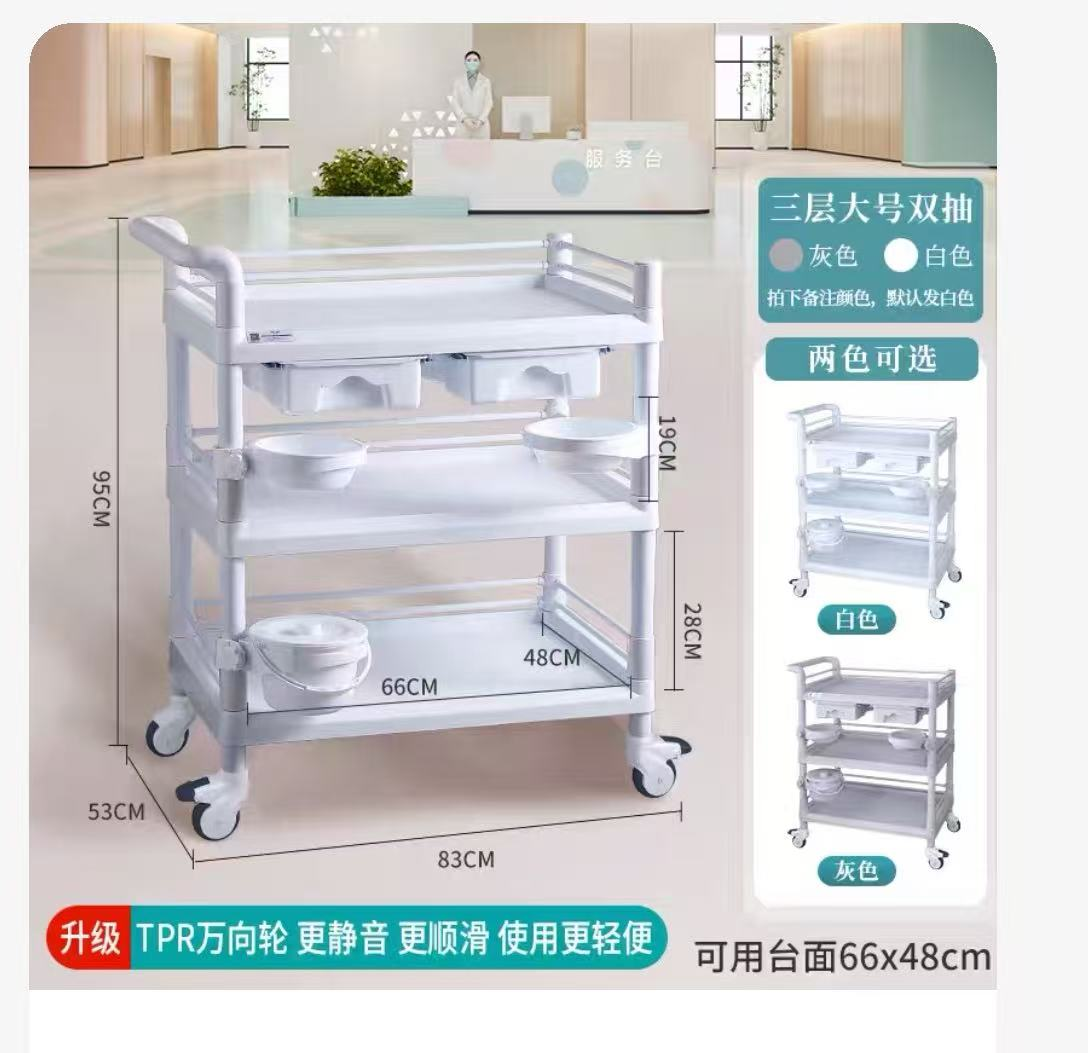 服务台
三层大号双抽
灰色 白色
拍下备注颜色，默认发白色
两色可选
95CM
19CM
28CM
48CM
66CM
53CM
83CM
白色
灰色
升级 TPR万向轮 更静音 更顺滑 使用更轻便
可用台面66x48cm